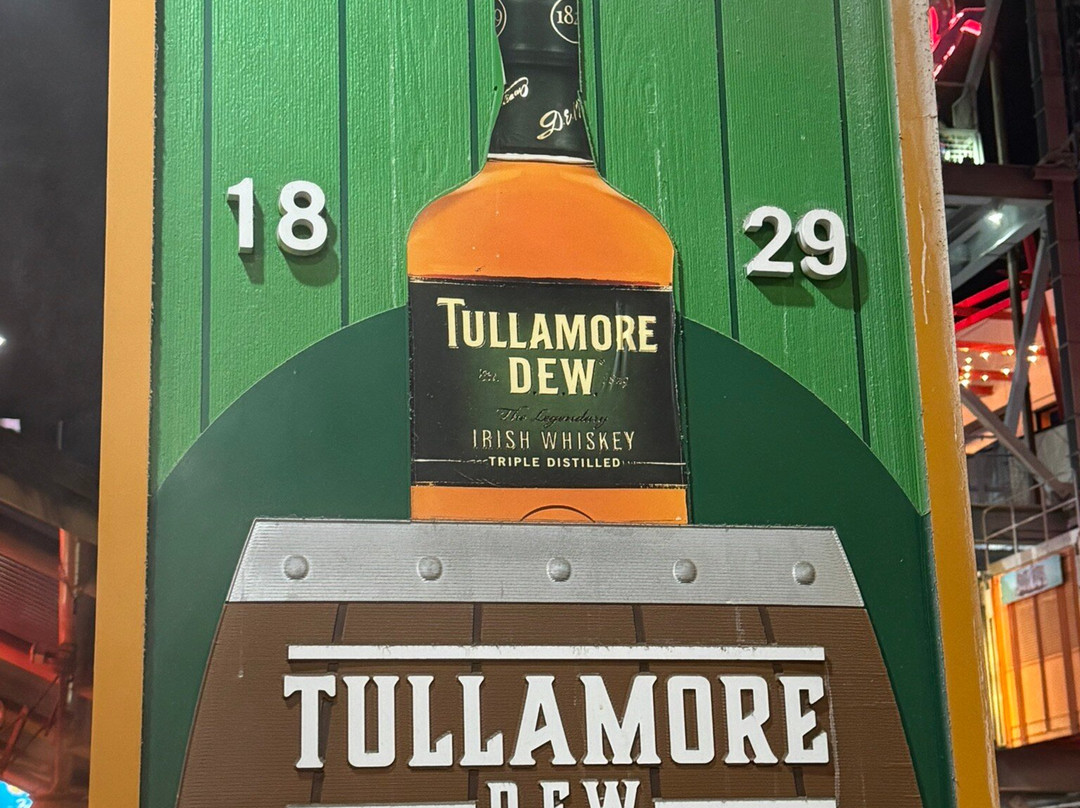 18
29
TULLAMORE
D.E.W.
The Legendary
IRISH WHISKEY
TRIPLE DISTILLED
TULLAMORE
DEW